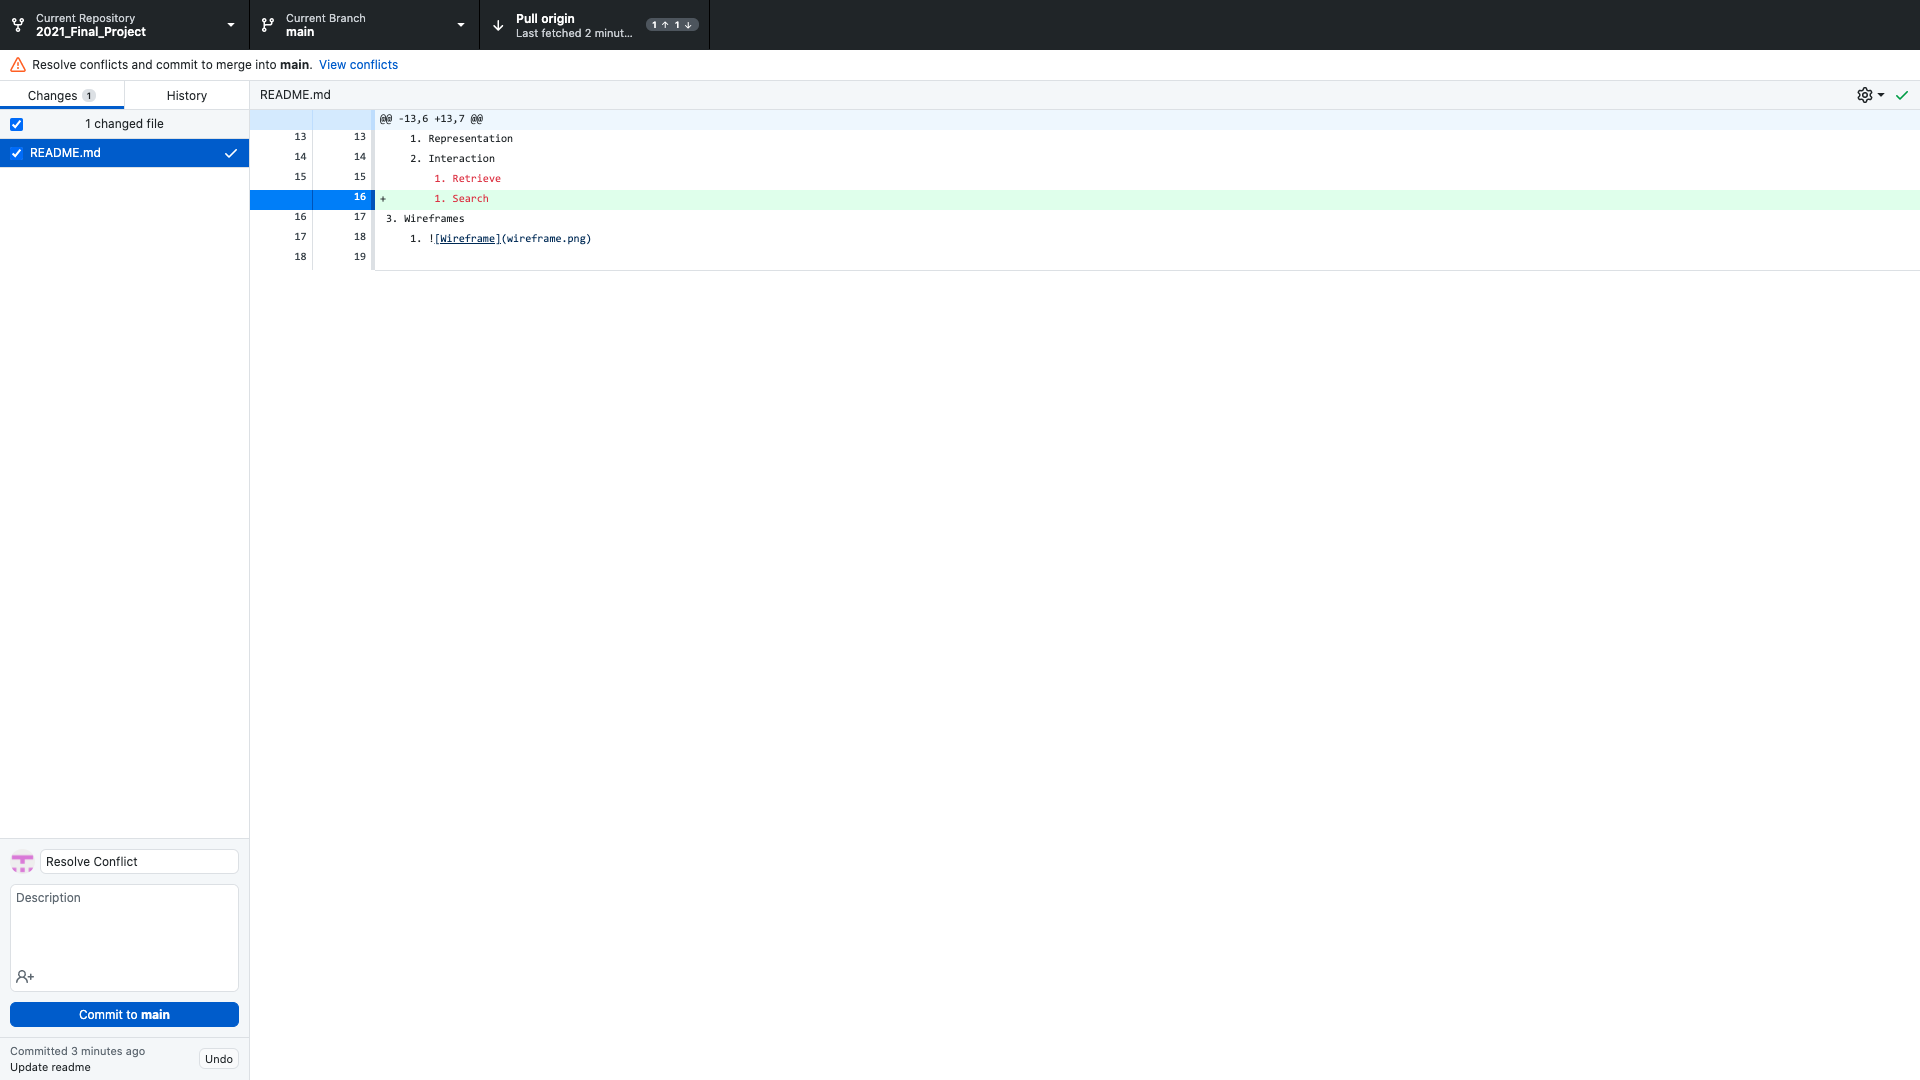 Current Repository
2021_Final_Project
Current Branch
main
Pull origin
Last fetched 2 minut...
1 ↑ 1 ↓
Resolve conflicts and commit to merge into main. View conflicts
Changes 1
History
README.md
1 changed file
README.md
@@ -13,6 +13,7 @@
13 13 1. Representation
14 14 2. Interaction
15 15 1. Retrieve
16 + 1. Search
16 17 3. Wireframes
17 18 1. ![Wireframe](wireframe.png)
18 19
Resolve Conflict
Description
Commit to main
Committed 3 minutes ago
Update readme
Undo